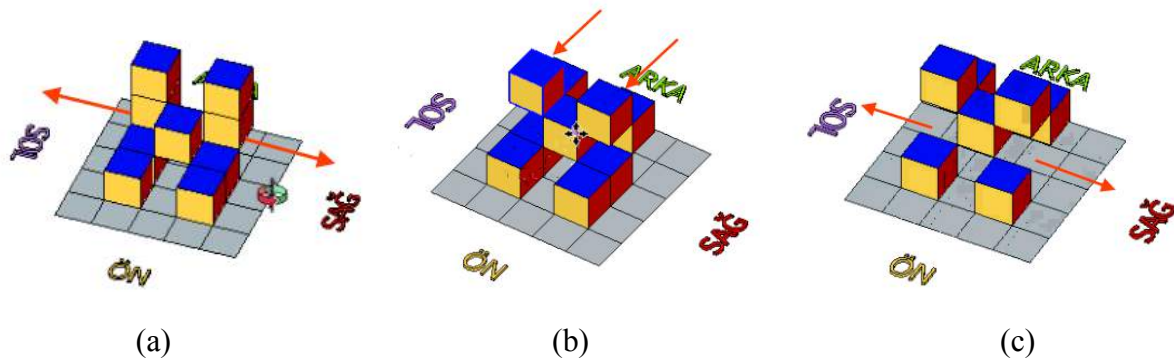 SOL
ÖN
SAĞ
ARKA
SOL
ÖN
SAĞ
ARKA
SOL
ÖN
SAĞ
(a) (b) (c)